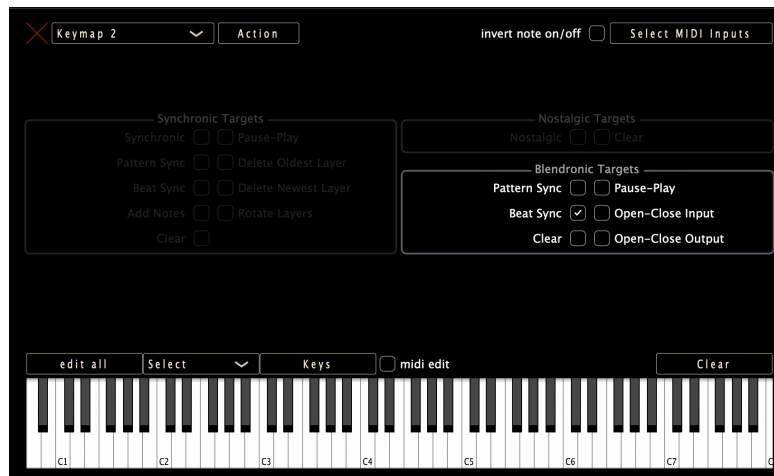 Keymap 2
Action
invert note on/off
Select MIDI Inputs
Synchronic Targets
Synchronic Pause-Play
Pattern Sync Delete Oldest Layer
Beat Sync Delete Newest Layer
Add Notes Rotate Layers
Clear
Nostalgic Targets
Nostalgic Clear
Blendronic Targets
Pattern Sync Pause-Play
Beat Sync Open-Close Input
Clear Open-Close Output
edit all
Select
Keys
midi edit
Clear
C1 C2 C3 C4 C5 C6 C7 C